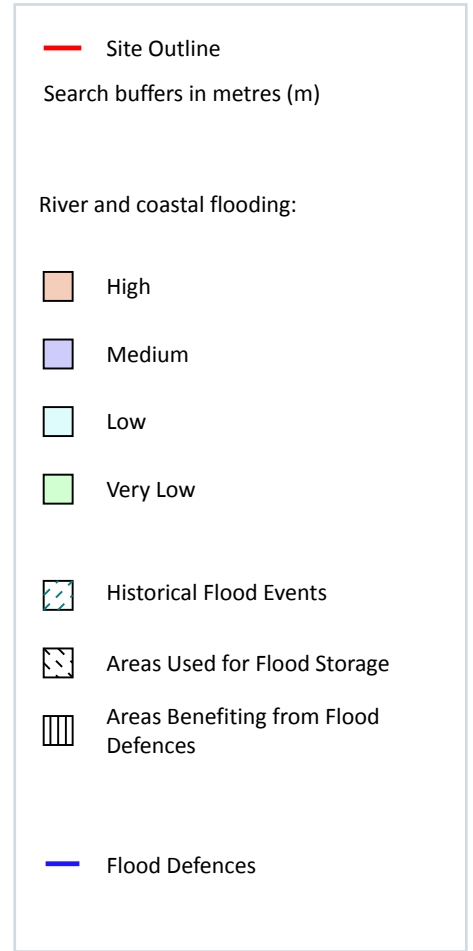 Site Outline
Search buffers in metres (m)
River and coastal flooding:
High
Medium
Low
Very Low
Historical Flood Events
Areas Used for Flood Storage
Areas Benefiting from Flood
Defences
Flood Defences